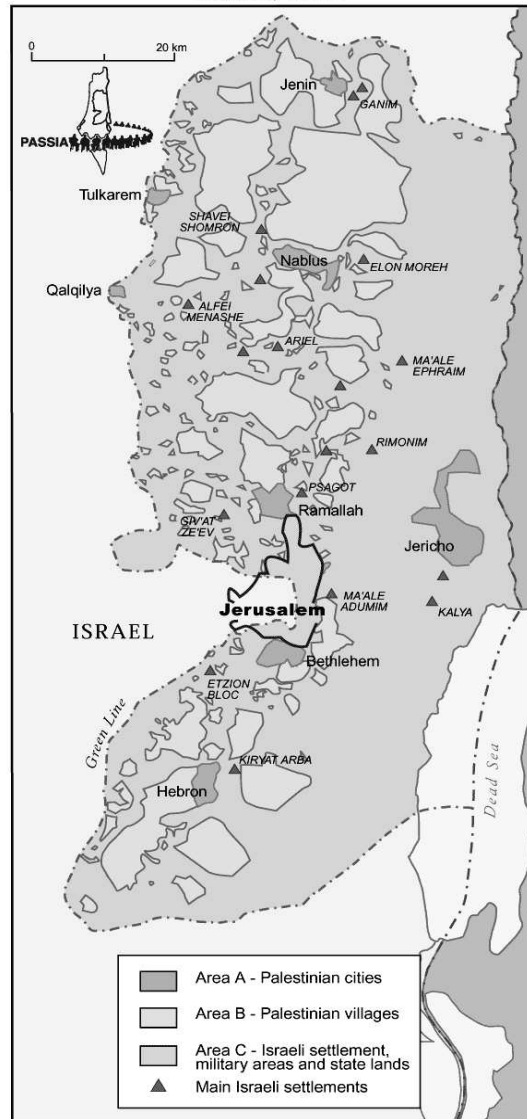 0 20 km
PASSIA
Jenin
GANIM
Tulkarem
SHAVEI
SHOMRON
Nablus
ELON MOREH
Qalqilya
ALFEI
MENASHE
ARIEL
MA'ALE
EPHRAIM
RIMONIM
PSAGOT
Ramallah
GIV'AT
ZE'EV
Jericho
Jerusalem
MA'ALE
ADUMIM
KALYA
ISRAEL
Bethlehem
ETZION
BLOC
Green Line
KIRYAT ARBA
Hebron
Dead Sea
Area A - Palestinian cities
Area B - Palestinian villages
Area C - Israeli settlement,
military areas and state lands
Main Israeli settlements